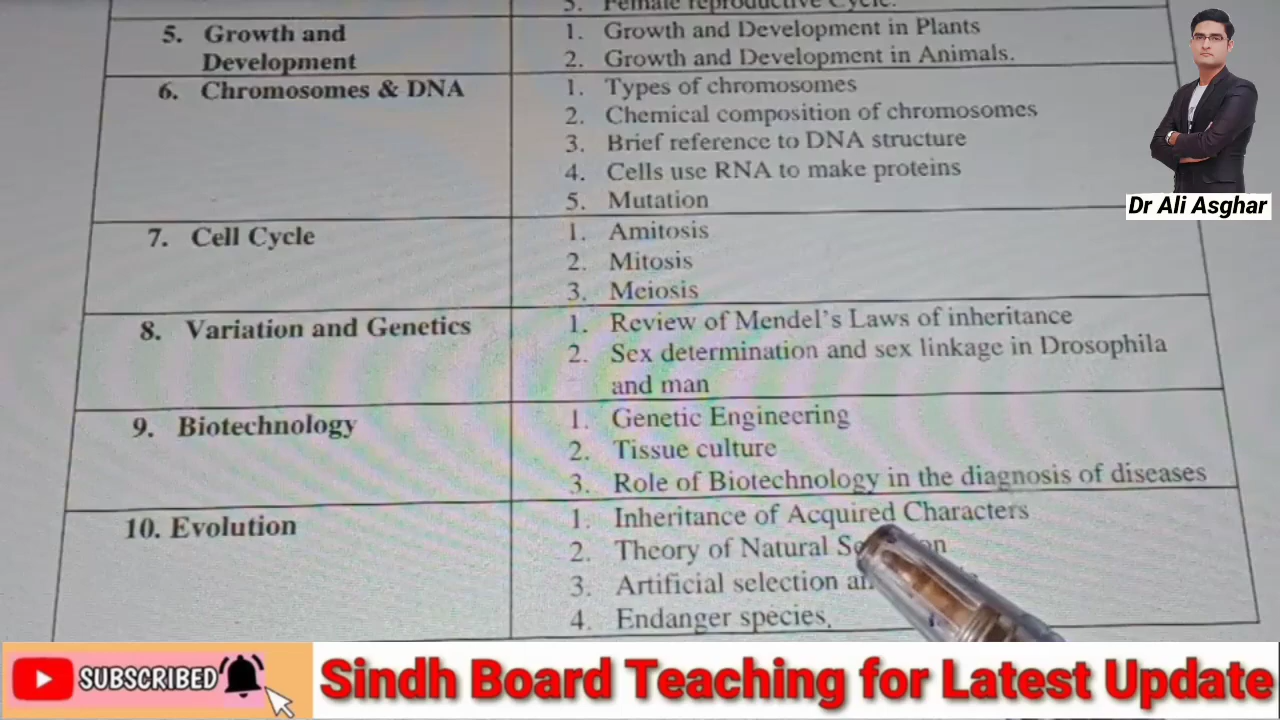 5. Female reproductive Cycle.
5. Growth and Development
1. Growth and Development in Plants
2. Growth and Development in Animals.
6. Chromosomes & DNA
1. Types of chromosomes
2. Chemical composition of chromosomes
3. Brief reference to DNA structure
4. Cells use RNA to make proteins
5. Mutation
7. Cell Cycle
1. Amitosis
2. Mitosis
3. Meiosis
8. Variation and Genetics
1. Review of Mendel's Laws of inheritance
2. Sex determination and sex linkage in Drosophila
and man
9. Biotechnology
1. Genetic Engineering
2. Tissue culture
3. Role of Biotechnology in the diagnosis of diseases
10. Evolution
1. Inheritance of Acquired Characters
2. Theory of Natural
3. Artificial selection
4. Endanger species.
Dr Ali Asghar
SUBSCRIBED
Sindh Board Teaching for Latest Update